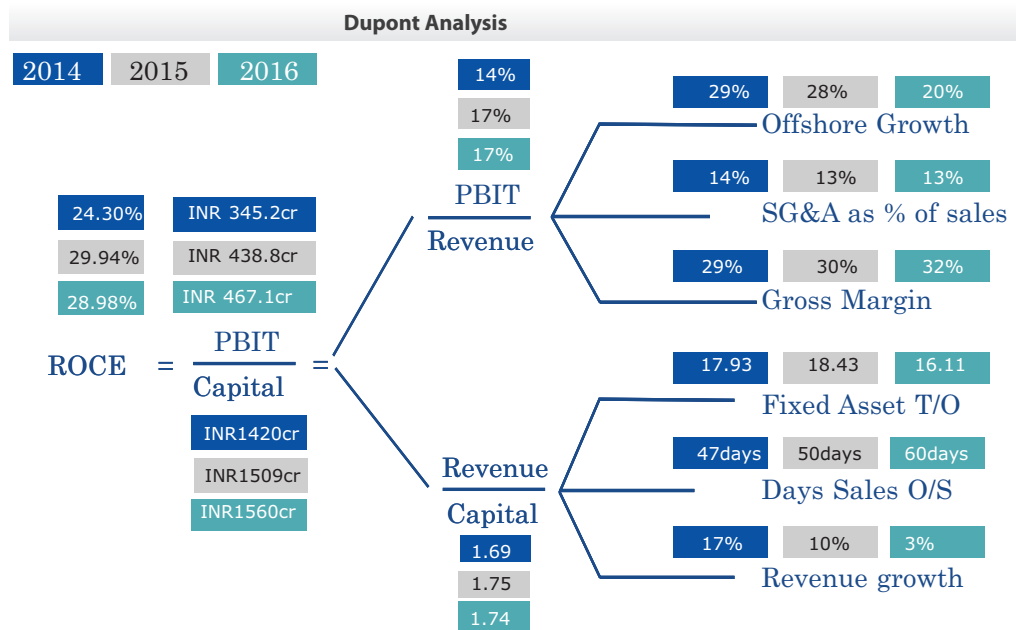 Dupont Analysis
2014 2015 2016
14%
17%
17%
PBIT
Revenue
29% 28% 20%
Offshore Growth
14% 13% 13%
SG&A as % of sales
29% 30% 32%
Gross Margin
24.30% INR 345.2cr
29.94% INR 438.8cr
28.98% INR 467.1cr
ROCE = PBIT
Capital =
INR1420cr
INR1509cr
INR1560cr
Revenue
Capital
1.69
1.75
1.74
17.93 18.43 16.11
Fixed Asset T/O
47days 50days 60days
Days Sales O/S
17% 10% 3%
Revenue growth